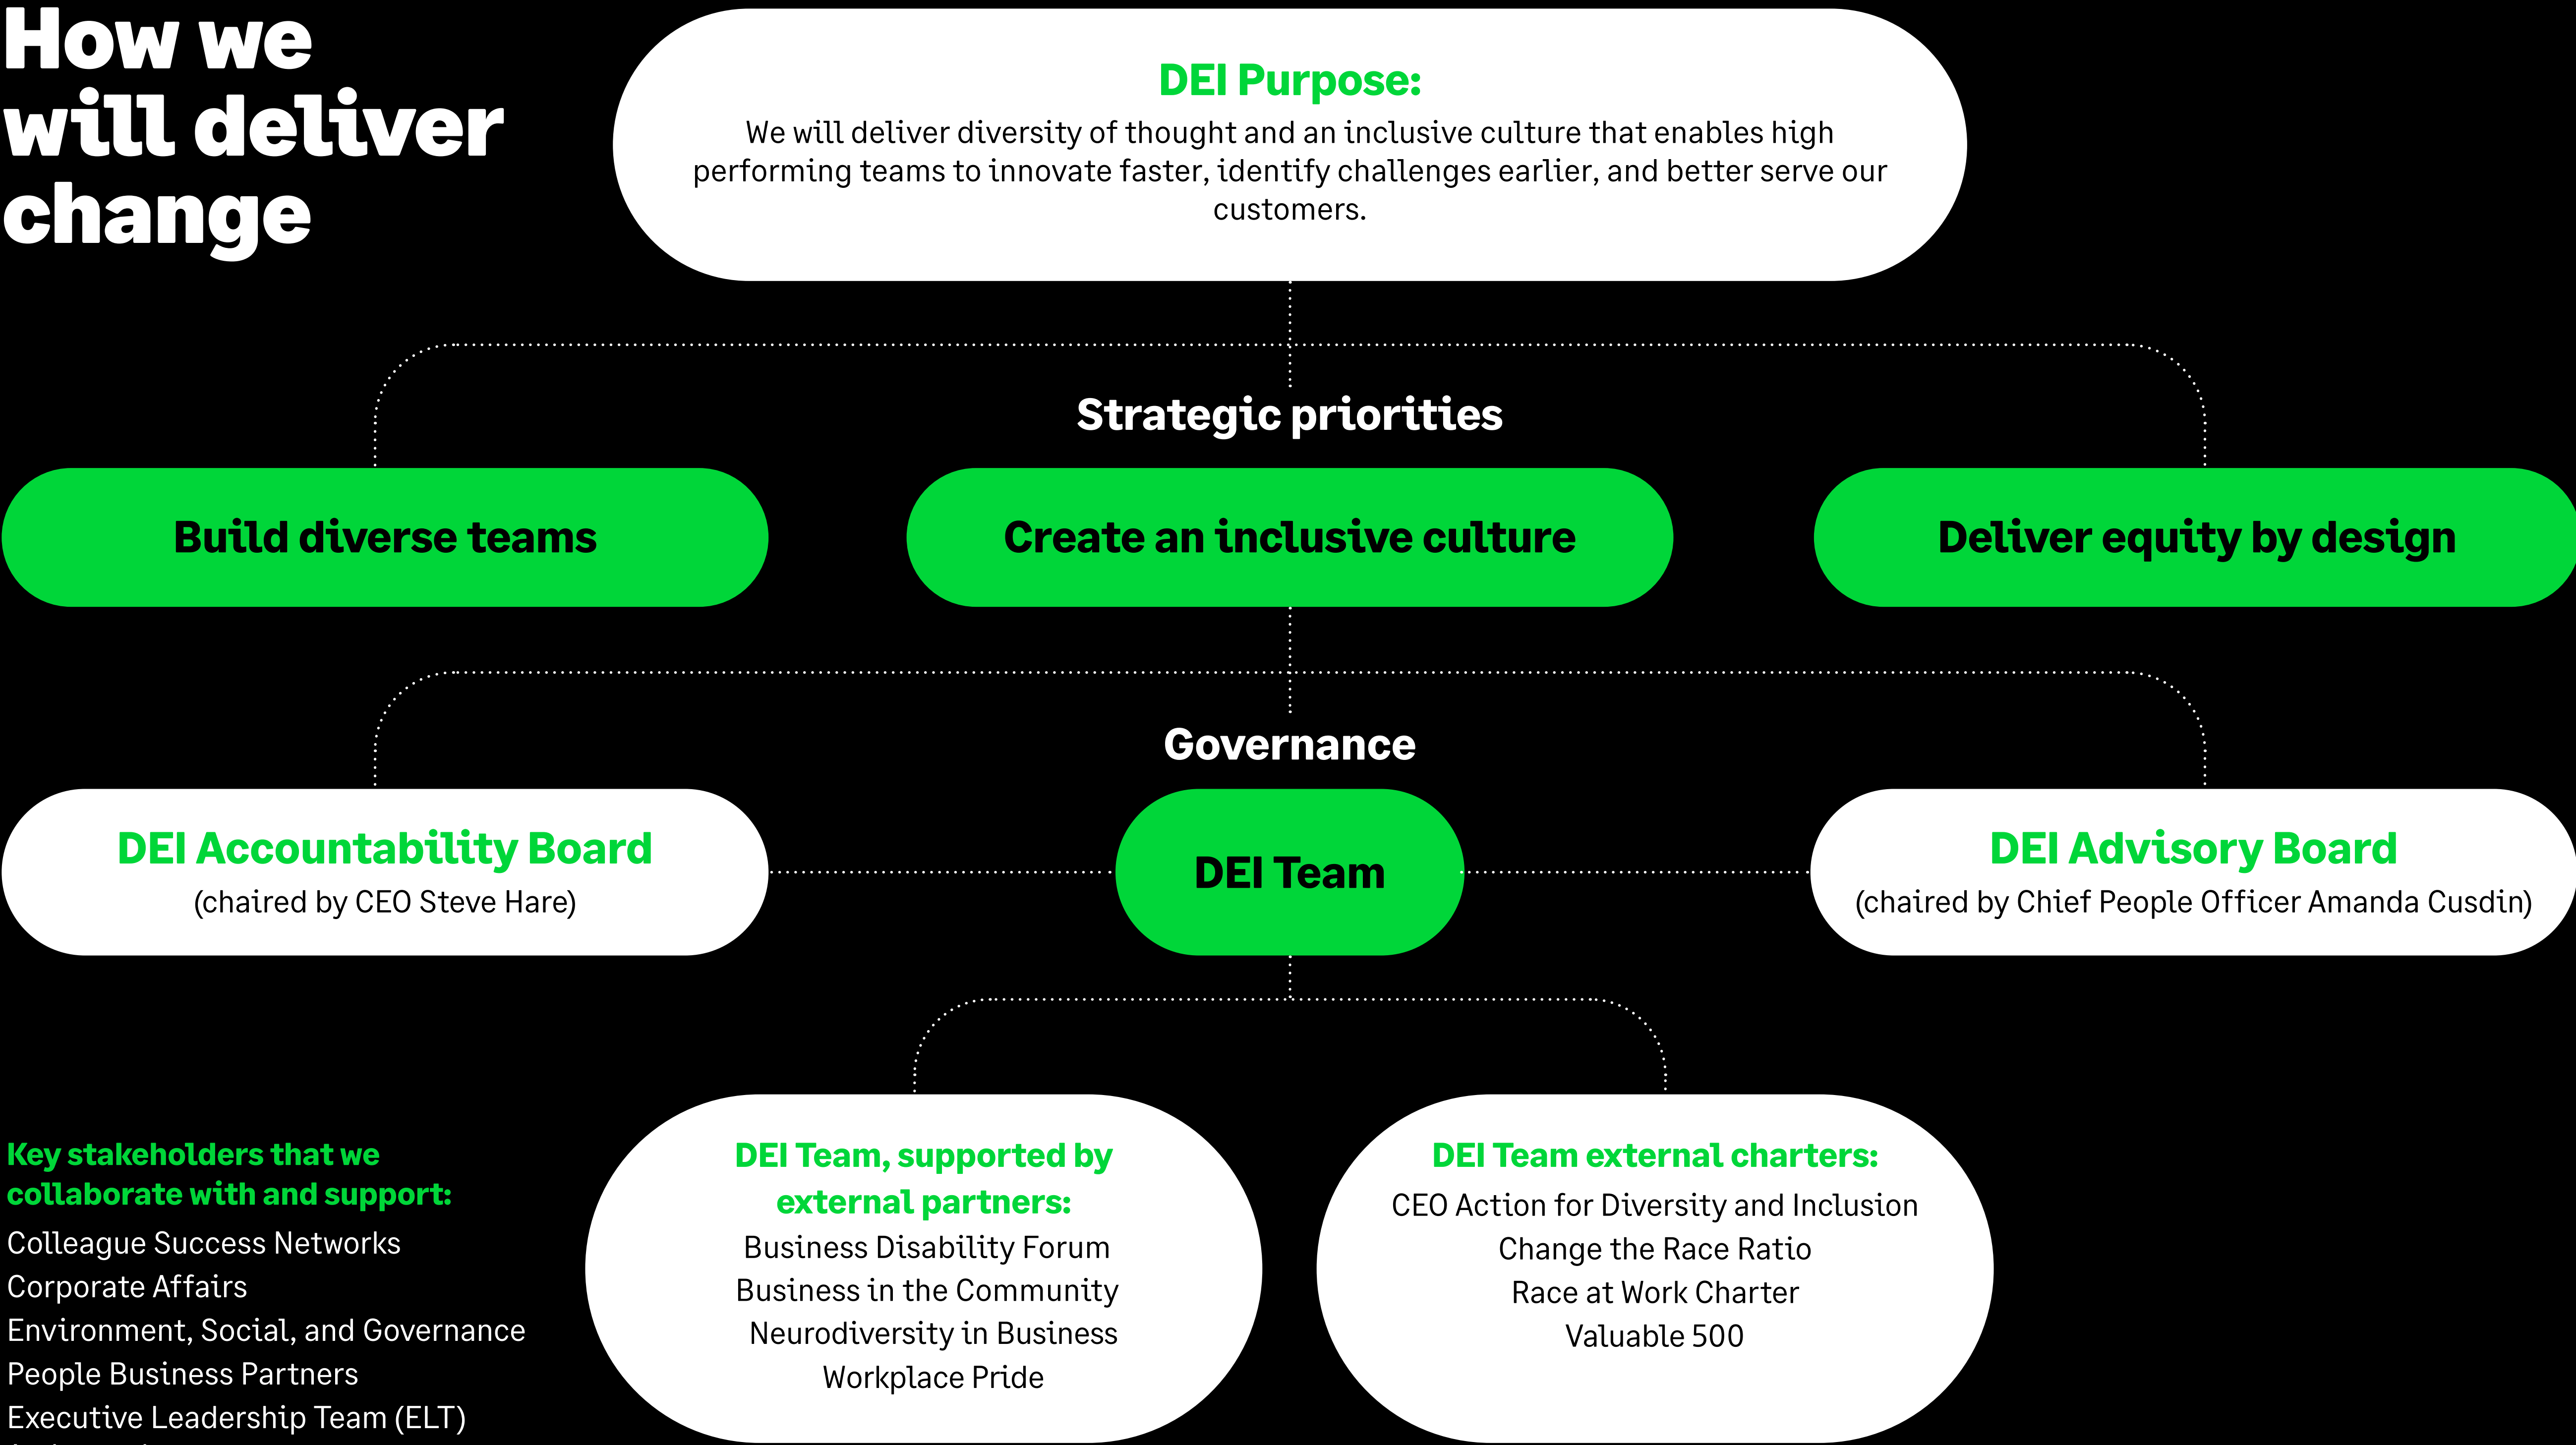 How we
will deliver
change
DEI Purpose:
We will deliver diversity of thought and an inclusive culture that enables high
performing teams to innovate faster, identify challenges earlier, and better serve our
customers.
Strategic priorities
Build diverse teams
Create an inclusive culture
Deliver equity by design
Governance
DEI Accountability Board
(chaired by CEO Steve Hare)
DEI Team
DEI Advisory Board
(chaired by Chief People Officer Amanda Cusdin)
Key stakeholders that we
collaborate with and support:
Colleague Success Networks
Corporate Affairs
Environment, Social, and Governance
People Business Partners
Executive Leadership Team (ELT)
DEI Team, supported by
external partners:
Business Disability Forum
Business in the Community
Neurodiversity in Business
Workplace Pride
DEI Team external charters:
CEO Action for Diversity and Inclusion
Change the Race Ratio
Race at Work Charter
Valuable 500